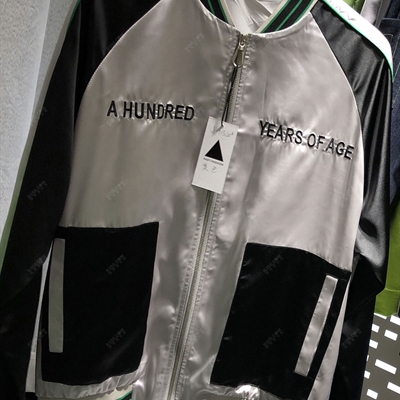 A HUNDRED
YEARS OF AGE